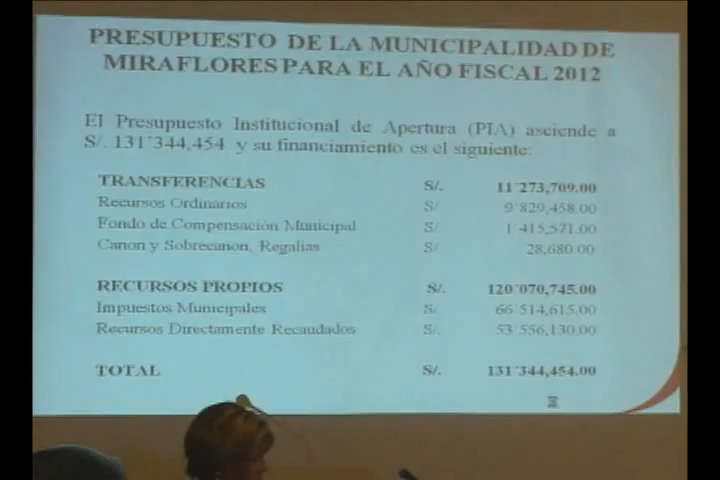 PRESUPUESTO DE LA MUNICIPALIDAD DE
MIRAFLORES PARA EL AÑO FISCAL 2012
El Presupuesto Institucional de Apertura (PIA) asciende a
S/. 131'344,454 y su financiamiento es el siguiente:
TRANSFERENCIAS S/. 11'273,709.00
Recursos Ordinarios S/ 9'829,458.00
Fondo de Compensación Municipal S/ 1'415,571.00
Canon y Sobrecanon, Regalías S/ 28,680.00
RECURSOS PROPIOS S/. 120'070,745.00
Impuestos Municipales S/. 66'514,615.00
Recursos Directamente Recaudados S/. 53'556,130.00
TOTAL S/. 131'344,454.00